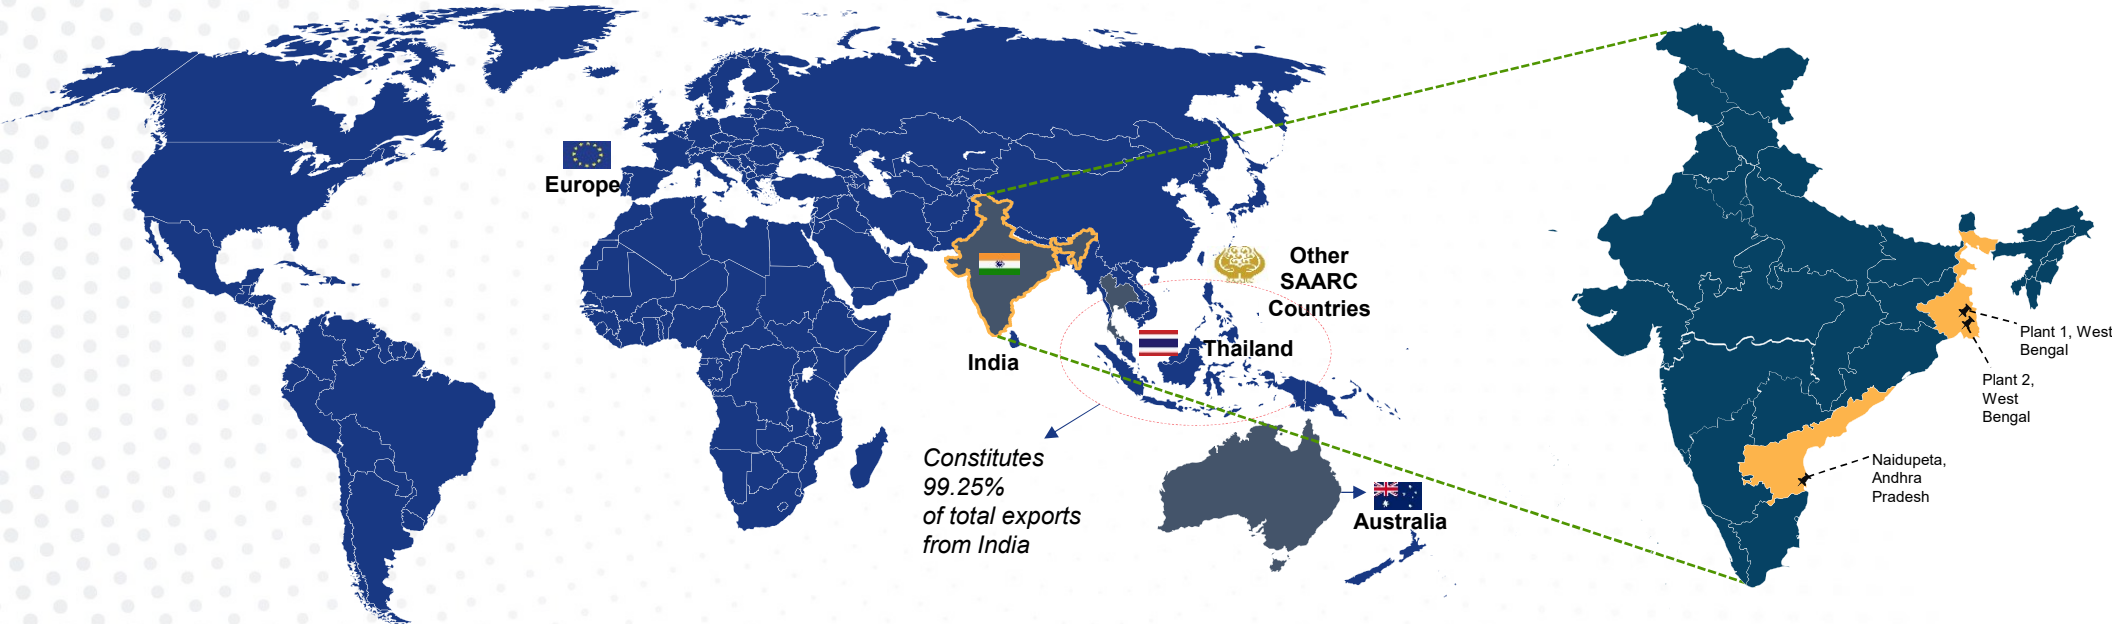 Europe
India
Other
SAARC
Countries
Thailand
Constitutes
99.25%
of total exports
from India
Australia
Plant 1, West
Bengal
Plant 2,
West
Bengal
Naidupeta,
Andhra
Pradesh